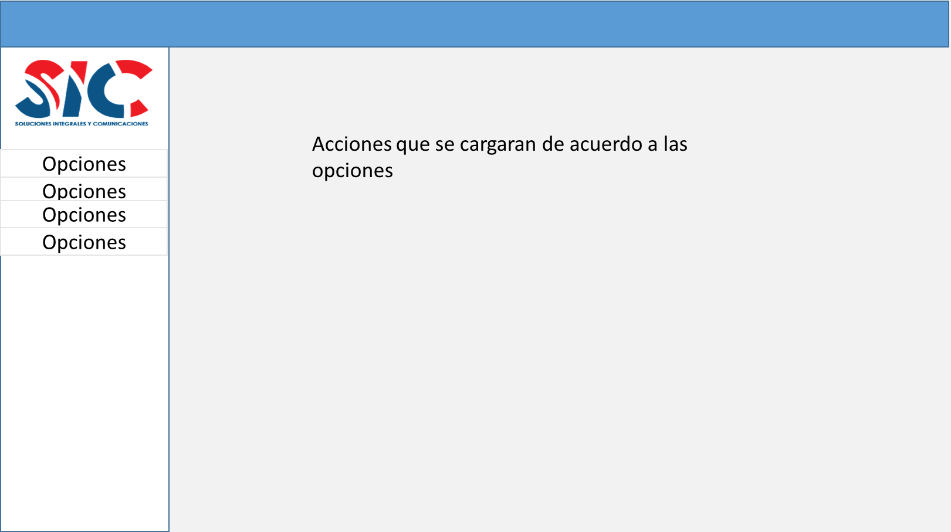 SIC
SOLUCIONES INTEGRALES Y COMUNICACIONES
Opciones
Opciones
Opciones
Opciones
Acciones que se cargaran de acuerdo a las
opciones